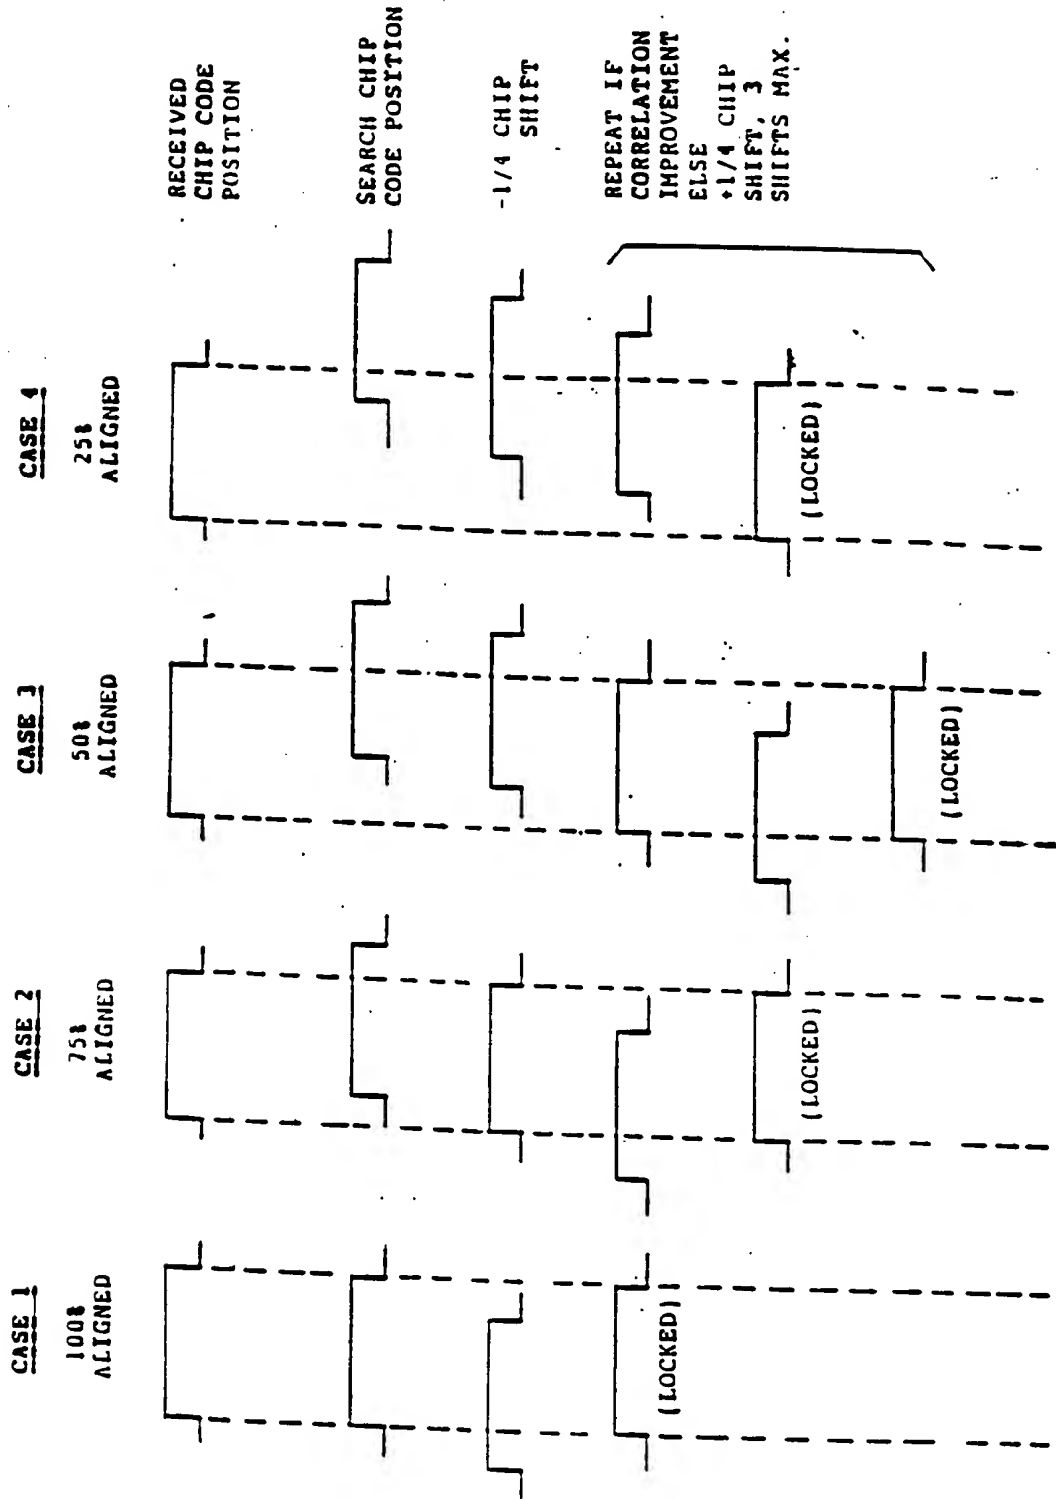 CASE 1
100%
ALIGNED
CASE 2
75%
ALIGNED
CASE 3
50%
ALIGNED
CASE 4
25%
ALIGNED
RECEIVED
CHIP CODE
POSITION
SEARCH CHIP
CODE POSITION
-1/4 CHIP
SHIFT
REPEAT IF
CORRELATION
IMPROVEMENT
ELSE
+1/4 CHIP
SHIFT, 3
SHIFTS MAX.
(LOCKED)
(LOCKED)
(LOCKED)
(LOCKED)